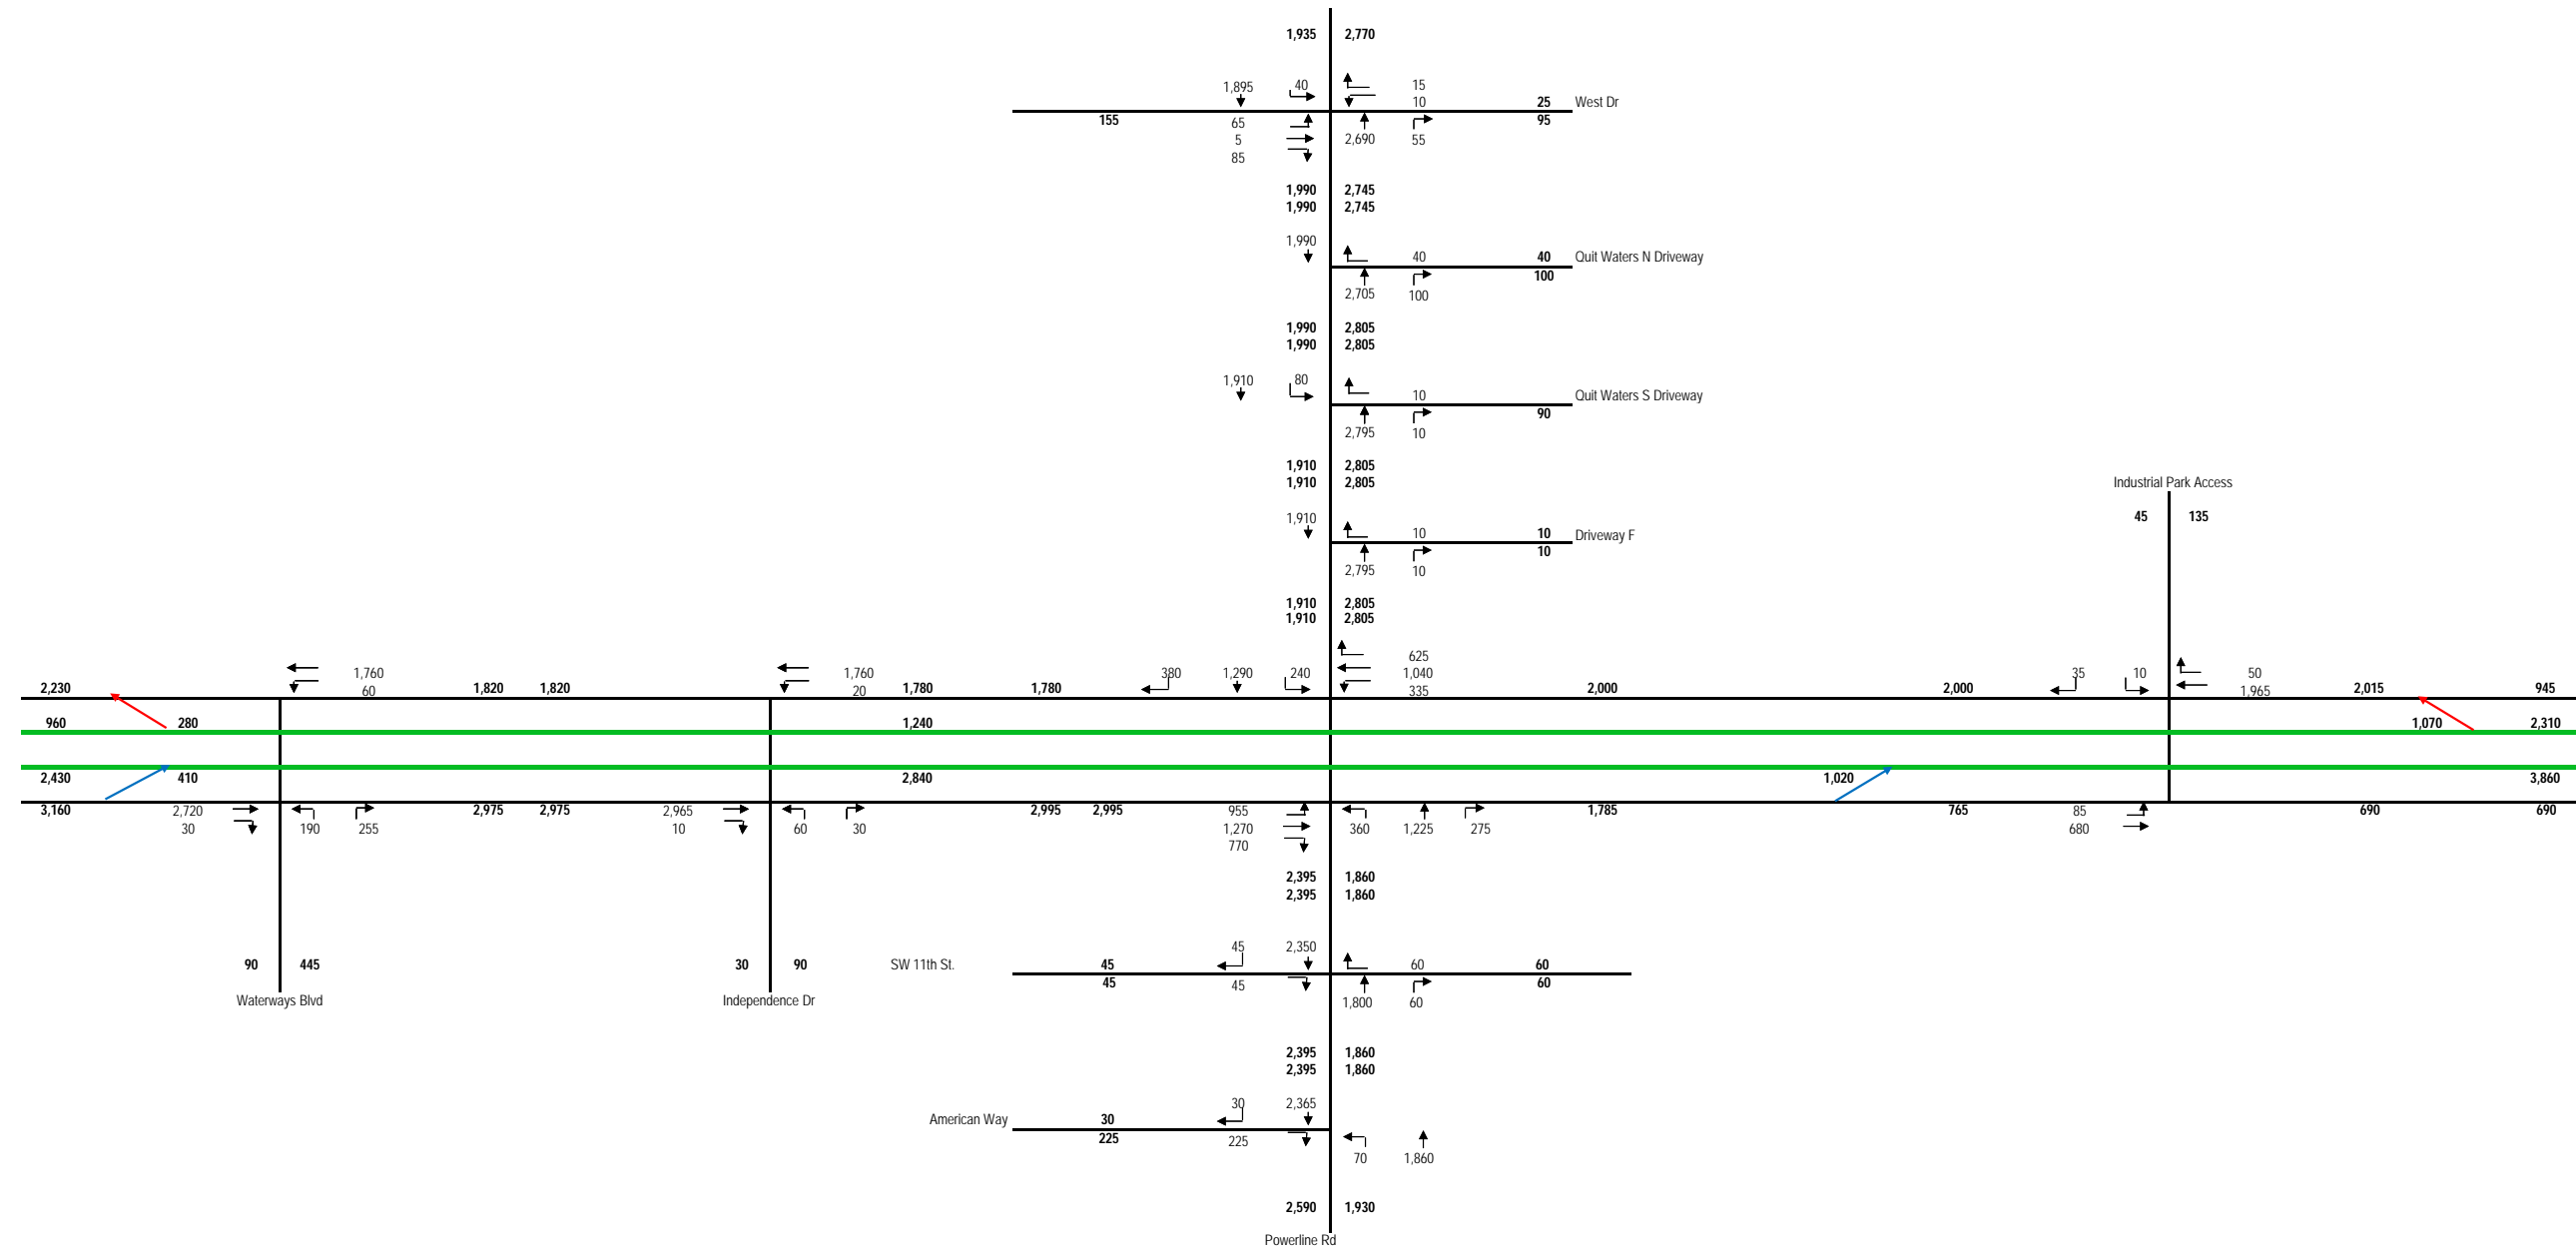 1,935 2,770
1,895 40 15
10 25 West Dr
155 65 95
5 2,690 55
85
1,990 2,745
1,990 2,745
1,990 40 40 Quit Waters N Driveway
100
2,705 100
1,990 2,805
1,990 2,805
1,910 80 10 Quit Waters S Driveway
90
2,795 10
1,910 2,805
1,910 2,805
Industrial Park Access
45 135
1,910 10 10 Driveway F
10
2,795 10
1,910 2,805
1,910 2,805
625
1,760 1,760 380 1,290 240 1,040 35 10 50
2,230 60 1,820 1,820 20 1,780 1,780 335 2,000 2,000 1,965 2,015 945
960 280 1,240 1,070 2,310
2,430 410 2,840 1,020 3,860
3,160 2,720 2,975 2,975 2,965 2,995 2,995 955 1,785 765 85 690 690
30 190 255 10 60 30 1,270 360 1,225 275 680
770
2,395 1,860
2,395 1,860
45 2,350
90 445 30 90 SW 11th St. 45 60 60
45 45 60
Waterways Blvd Independence Dr 1,800 60
2,395 1,860
2,395 1,860
30 2,365
American Way 30
225 225
70 1,860
2,590 1,930
Powerline Rd